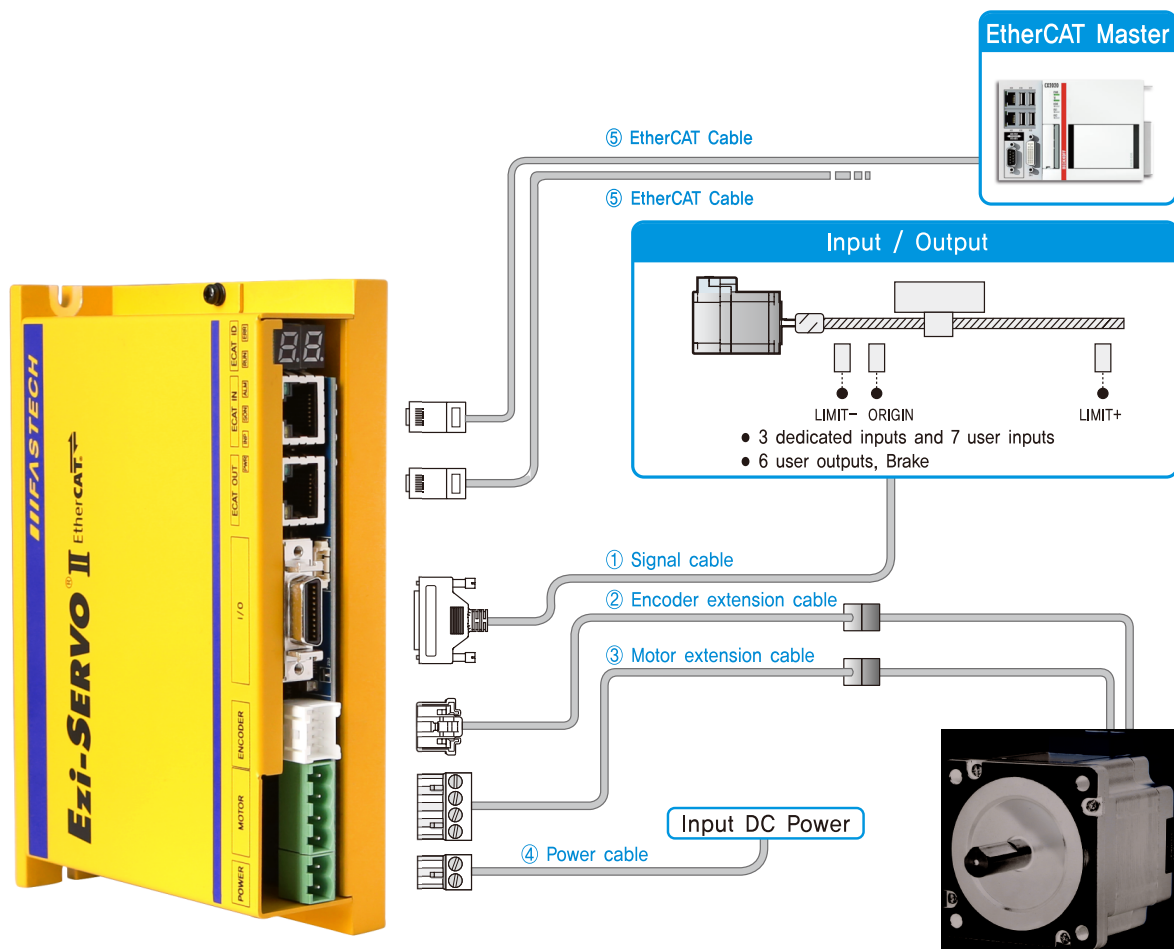 EtherCAT Master
CX2020
⑤ EtherCAT Cable
⑤ EtherCAT Cable
Input / Output
LIMIT- ORIGIN LIMIT+
● 3 dedicated inputs and 7 user inputs
● 6 user outputs, Brake
① Signal cable
② Encoder extension cable
③ Motor extension cable
Input DC Power
④ Power cable
FASTECH
Ezi-SERVO® II EtherCAT
ECAT ID
ERR
RUN
ECAT IN
ALM
SON
INP
ECAT OUT
PWR
I/O
ENCODER
MOTOR
POWER